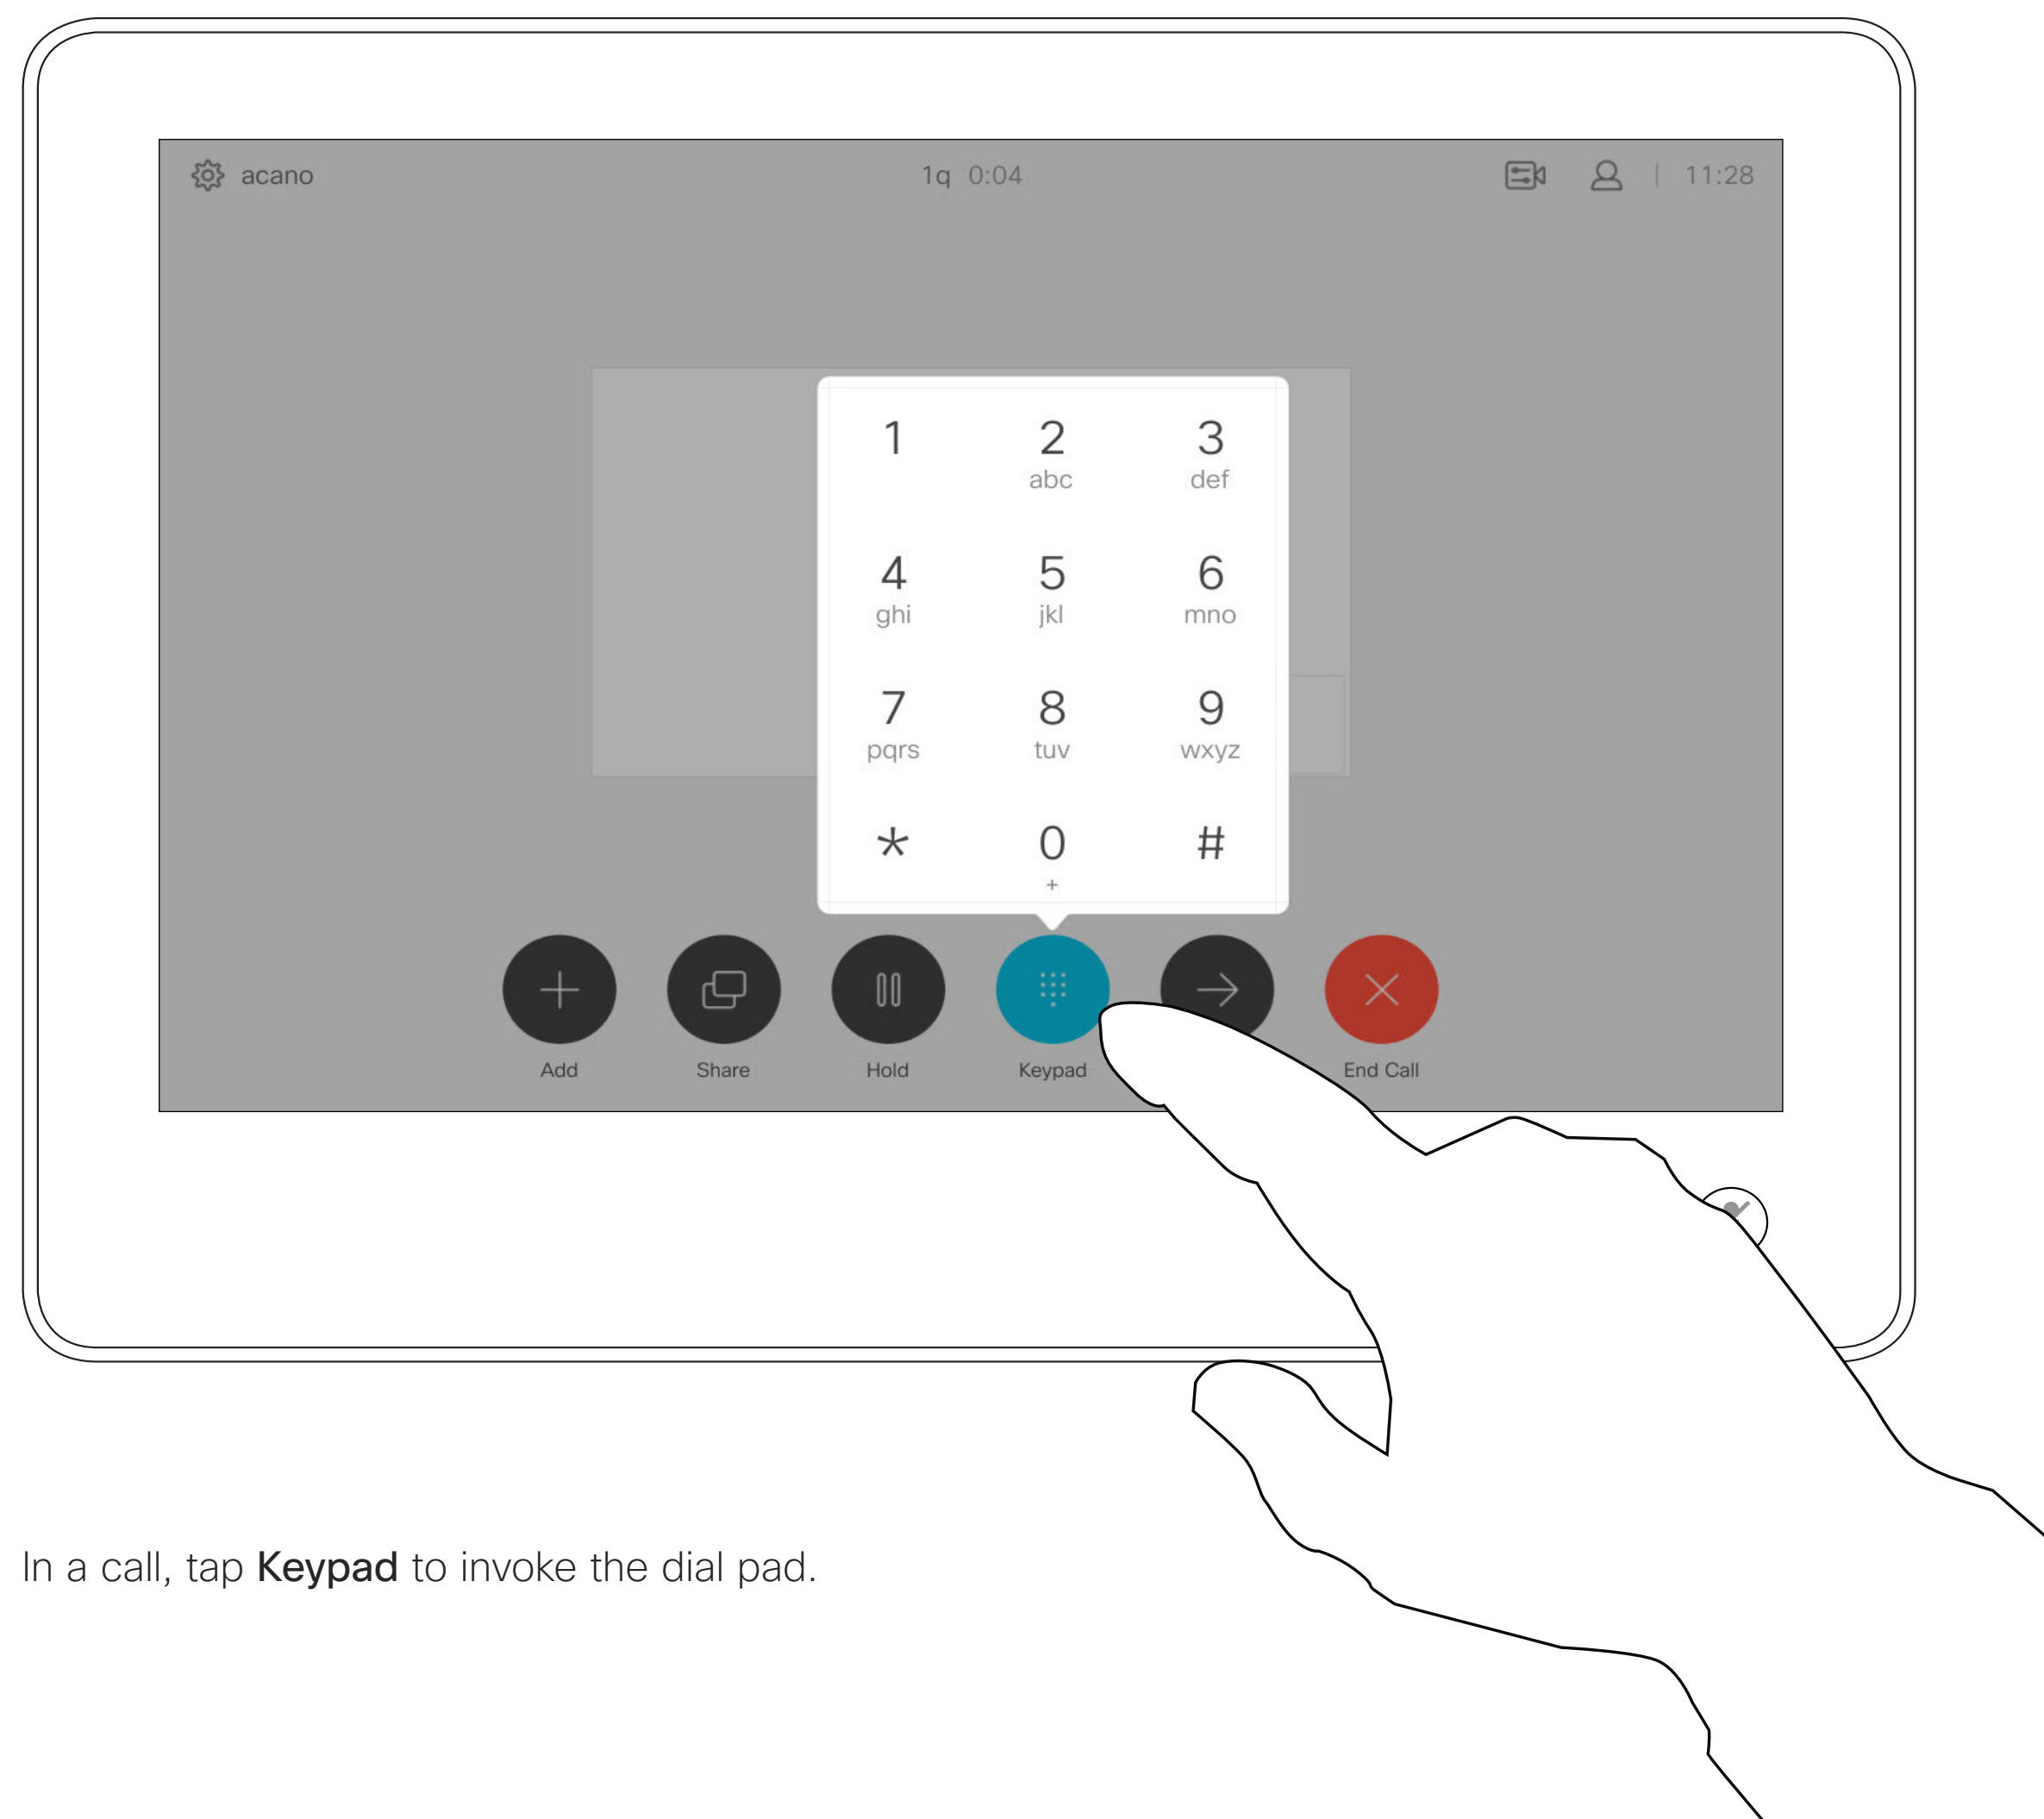 acano 1q 0:04 11:28
1 2 3
abc def
4 5 6
ghi jkl mno
7 8 9
pqrs tuv wxyz
* 0 #
+
Add Share Hold Keypad End Call
In a call, tap Keypad to invoke the dial pad.